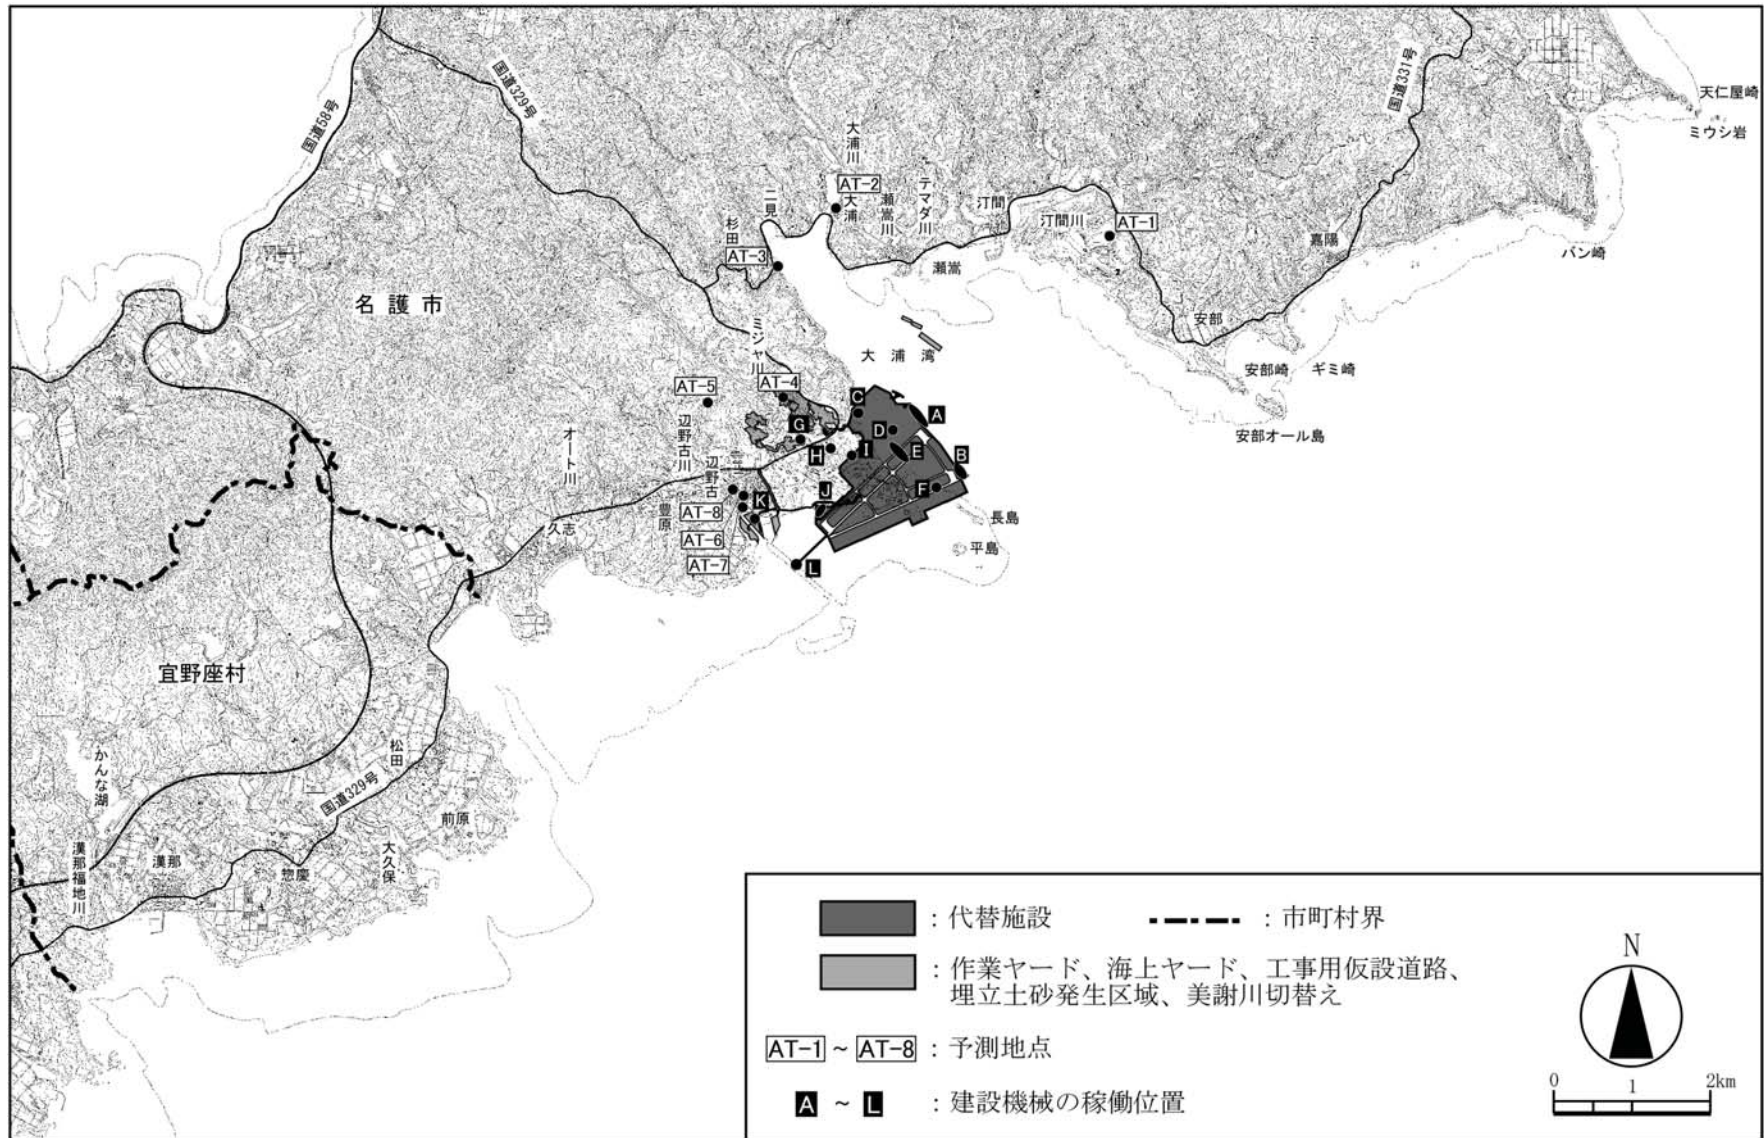 国道58号
国道329号
国道331号
天仁屋崎
ミウシ岩
バン崎
嘉陽
大浦川
AT-2
大浦
瀬嵩川
テマダ川
汀間
汀間川
AT-1
二見
杉田
AT-3
瀬嵩
名護市
安部
安部崎
ギミ崎
安部オール島
大浦湾
ミジャ川
AT-4
AT-5
辺野古川
オート川
辺野古
豊原
久志
AT-8
AT-6
AT-7
A
B
C
D
E
F
G
H
I
J
K
L
長島
平島
宜野座村
かんな湖
松田
国道329号
前原
大久保
惣慶
漢那
漢那福地川
：代替施設
：市町村界
：作業ヤード、海上ヤード、工事用仮設道路、
埋立土砂発生区域、美謝川切替え
AT-1 ～ AT-8 ：予測地点
A ～ L ：建設機械の稼働位置
N
0 1 2km